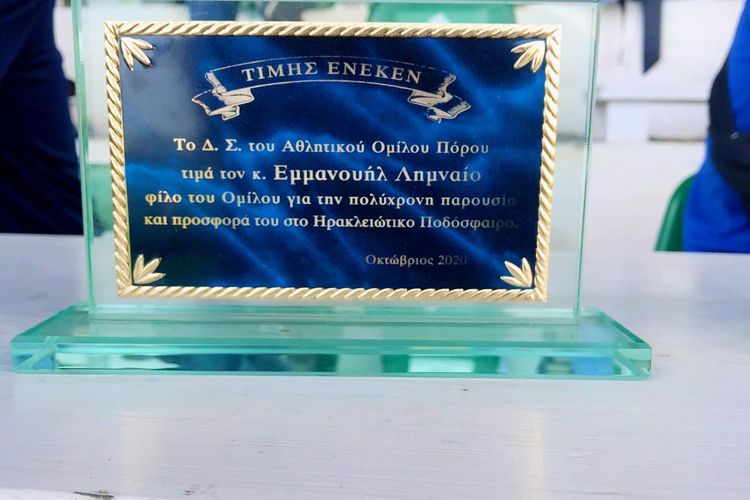 ΤΙΜΗΣ ΕΝΕΚΕΝ
Το Δ. Σ. του Αθλητικού Ομίλου Πόρου
τιμά τον κ. Εμμανουήλ Λημναίο
φίλο του Ομίλου για την πολύχρονη παρουσία
και προσφορά του στο Ηρακλειώτικο Ποδόσφαιρο.
Οκτώβριος 2020